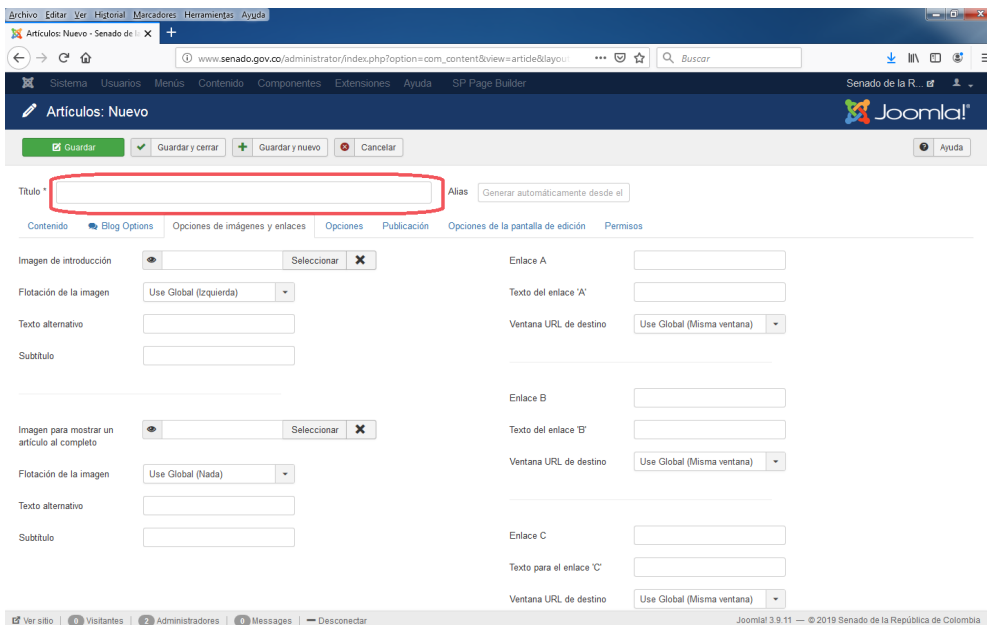 Archivo Editar Ver Historial Marcadores Herramientas Ayuda
Artículos: Nuevo - Senado de l
www.senado.gov.co/administrator/index.php?option=com_content&view=article&layout
Buscar
Sistema Usuarios Menús Contenido Componentes Extensiones Ayuda SP Page Builder Senado de la R...
Artículos: Nuevo Joomla!®
Guardar Guardar y cerrar Guardar y nuevo Cancelar Ayuda
Título * Alias Generar automáticamente desde el
Contenido Blog Options Opciones de imágenes y enlaces Opciones Publicación Opciones de la pantalla de edición Permisos
Imagen de introducción Seleccionar Enlace A
Flotación de la imagen Use Global (Izquierda) Texto del enlace 'A'
Texto alternativo Ventana URL de destino Use Global (Misma ventana)
Subtítulo
Enlace B
Imagen para mostrar un artículo al completo Seleccionar Texto del enlace 'B'
Flotación de la imagen Use Global (Nada) Ventana URL de destino Use Global (Misma ventana)
Texto alternativo
Subtítulo Enlace C
Texto para el enlace 'C'
Ventana URL de destino Use Global (Misma ventana)
Ver sitio 0 Visitantes 2 Administradores 0 Messages Desconectar Joomla! 3.9.11 — © 2019 Senado de la República de Colombia